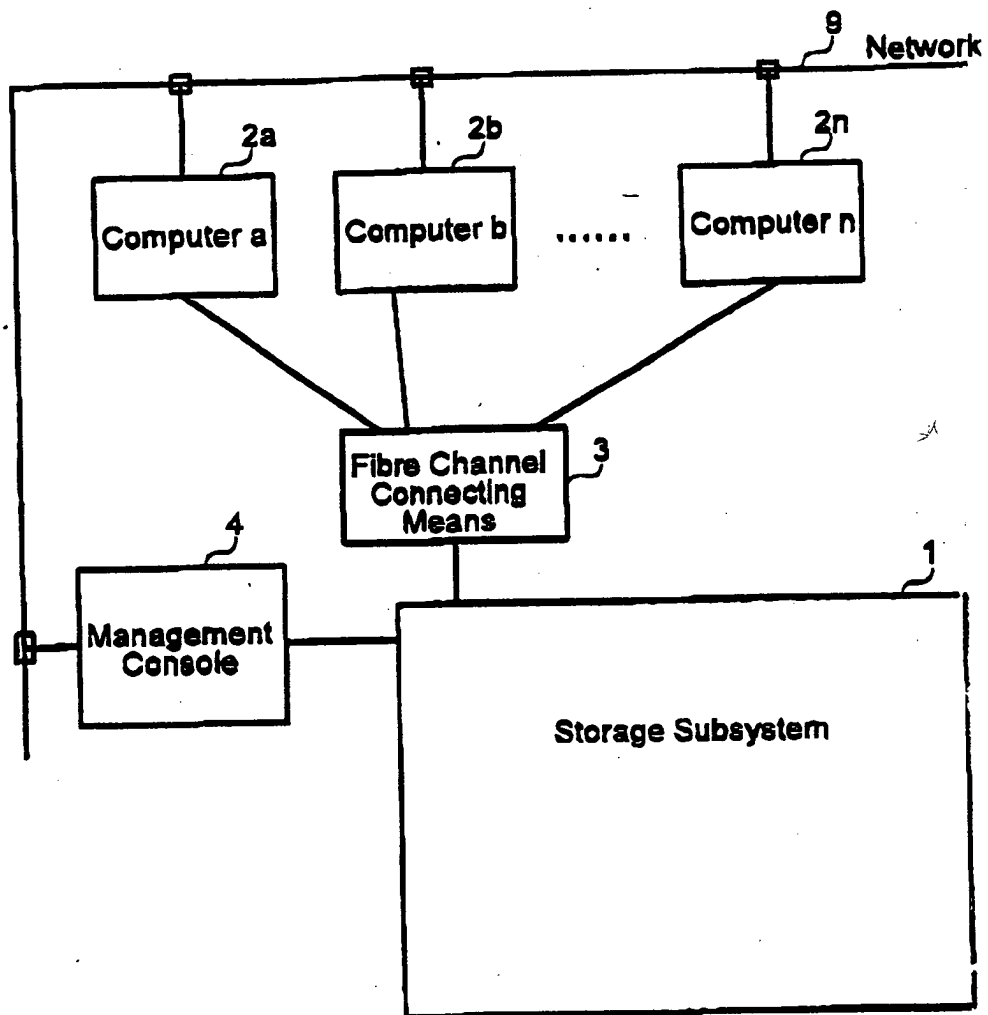 9
Network
2a
2b
2n
Computer a
Computer b
......
Computer n
Fibre Channel
Connecting
Means
3
4
1
Management
Console
Storage Subsystem